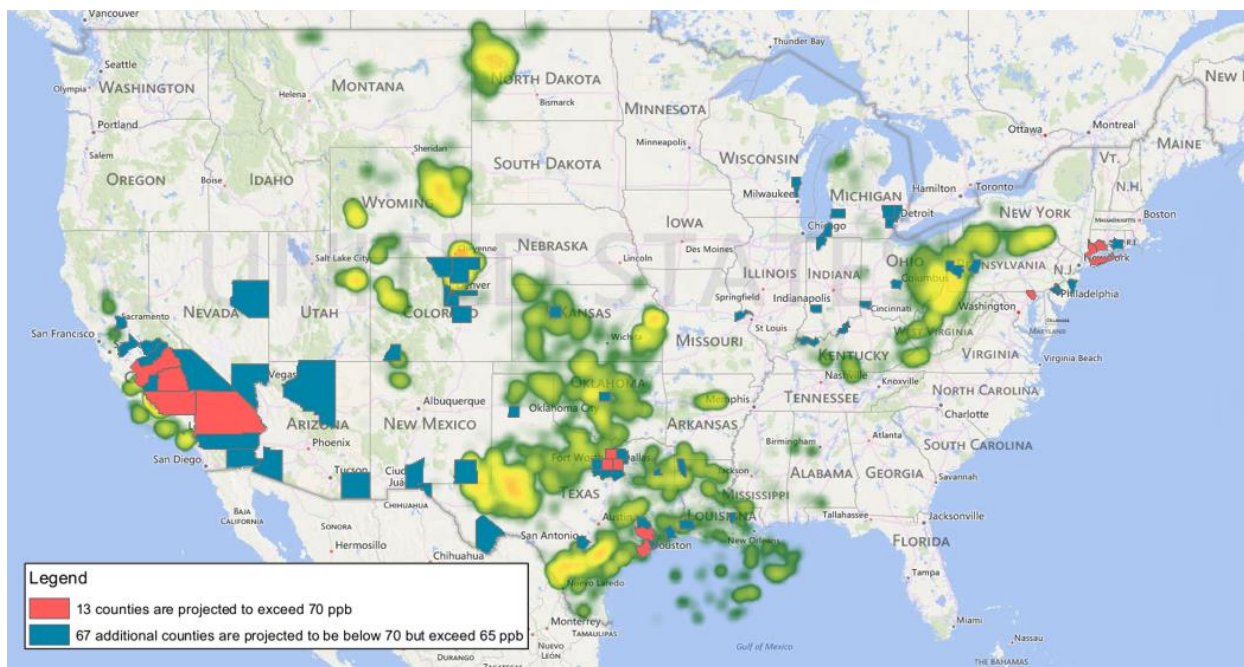 Vancouver
Seattle
Olympia
WASHINGTON
Portland
Salem
OREGON
Boise
IDAHO
MONTANA
Helena
NORTH DAKOTA
Bismarck
MINNESOTA
Minneapolis
Thunder Bay
SOUTH DAKOTA
Sheridan
WYOMING
WISCONSIN
Milwaukee
MICHIGAN
Detroit
Hamilton
Toronto
Ottawa
Montreal
VT.
MAINE
N.H.
NEW YORK
Boston
R.I.
UNITED STATE
Salt Lake City
NEBRASKA
Lincoln
IOWA
Des Moines
Chicago
ILLINOIS
INDIANA
OHIO
Columbus
N.J.
Philadelphia
Sacramento
NEVADA
UTAH
COLORADO
KANSAS
Wichita
Springfield
Indianapolis
Cincinnati
Washington
MARYLAND
San Francisco
St Louis
MISSOURI
WEST VIRGINIA
VIRGINIA
Virginia Beach
KENTUCKY
Vegas
Albuquerque
NEW MEXICO
OKLAHOMA
Oklahoma City
Nashville
Knoxville
TENNESSEE
Memphis
NORTH CAROLINA
Charlotte
ARKANSAS
ARIZONA
Phoenix
San Diego
Tucson
Ciudad
Juár
Fort Worth
Dallas
TEXAS
Jackson
MISSISSIPPI
Birmingham
ALABAMA
Atlanta
GEORGIA
SOUTH CAROLINA
Savannah
BAJA
CALIFORNIA
SONORA
Hermosillo
CHIHUAHUA
Chihuahua
Austin
San Antonio
Houston
LOUISIANA
New Orleans
Tallahassee
Jacksonville
FLORIDA
Tampa
Miami
Nassau
THE BAHAMAS
Nuevo Laredo
Monterrey
TAMAULIPAS
NUEVO
LEÓN
DURANGO
Gulf of Mexico
Legend
13 counties are projected to exceed 70 ppb
67 additional counties are projected to be below 70 but exceed 65 ppb